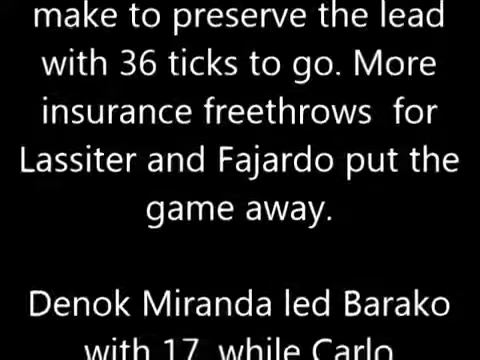 make to preserve the lead
with 36 ticks to go. More
insurance freethrows  for
Lassiter and Fajardo put the
game away.
Denok Miranda led Barako
with 17, while Carlo